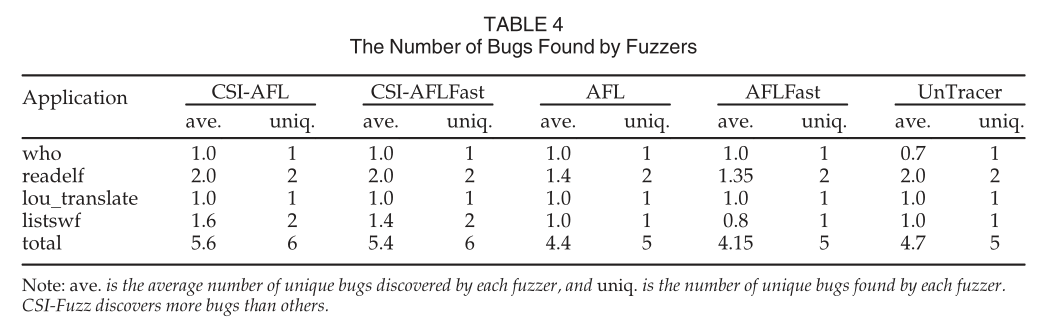 TABLE 4
The Number of Bugs Found by Fuzzers
Application CSI-AFL CSI-AFLFast AFL AFLFast UnTracer
ave. uniq. ave. uniq. ave. uniq. ave. uniq. ave. uniq.
who 1.0 1 1.0 1 1.0 1 1.0 1 0.7 1
readelf 2.0 2 2.0 2 1.4 2 1.35 2 2.0 2
lou_translate 1.0 1 1.0 1 1.0 1 1.0 1 1.0 1
listswf 1.6 2 1.4 2 1.0 1 0.8 1 1.0 1
total 5.6 6 5.4 6 4.4 5 4.15 5 4.7 5
Note: ave. is the average number of unique bugs discovered by each fuzzer, and uniq. is the number of unique bugs found by each fuzzer.
CSI-Fuzz discovers more bugs than others.